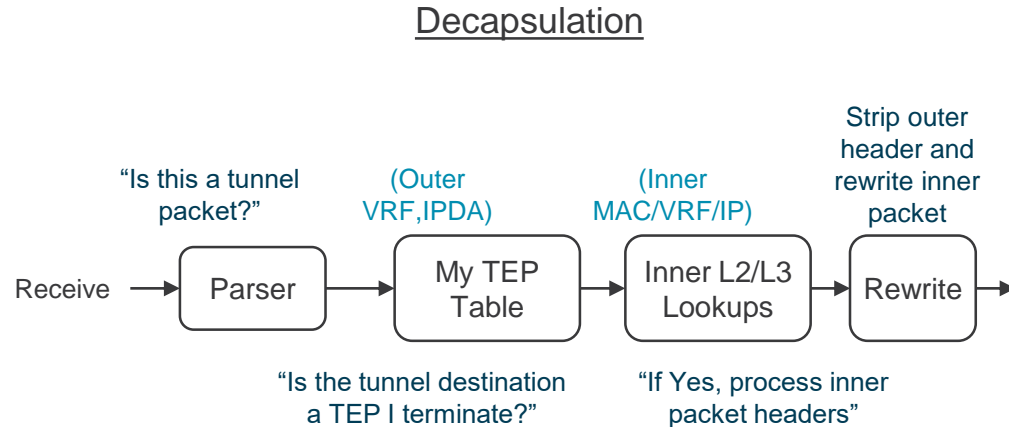 Decapsulation
Strip outer
header and
rewrite inner
packet
“Is this a tunnel
packet?”
(Outer
VRF,IPDA)
(Inner
MAC/VRF/IP)
Receive
Parser
My TEP
Table
Inner L2/L3
Lookups
Rewrite
“Is the tunnel destination
a TEP I terminate?”
“If Yes, process inner
packet headers”